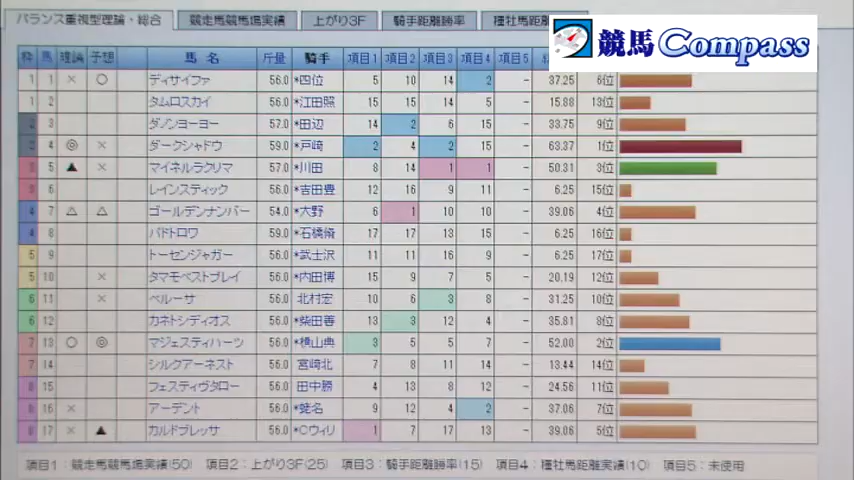 バランス重視型理論・総合 競走馬競馬場実績 上がり3F 騎手距離勝率 種牡馬距
競馬Compass
枠 馬 理論 予想 馬名 斤量 騎手 項目1 項目2 項目3 項目4 項目5
1 1 × ○ ディサイファ 56.0 *四位 5 10 14 2 - 37.25 6位
1 2 タムロスカイ 56.0 *江田照 15 15 14 5 - 15.88 13位
2 3 ダノンヨーヨー 57.0 *田辺 14 2 6 15 - 33.75 9位
2 4 ◎ × ダークシャドウ 59.0 *戸崎 2 4 2 15 - 63.37 1位
3 5 ▲ × マイネルラクリマ 57.0 *川田 8 14 1 1 - 50.31 3位
3 6 レインスティック 56.0 *吉田豊 12 16 9 11 - 6.25 15位
4 7 △ △ ゴールデンナンバー 54.0 *大野 6 1 10 10 - 39.06 4位
4 8 パドトロワ 59.0 *石橋脩 17 17 13 15 - 6.25 16位
5 9 トーセンジャガー 56.0 *武士沢 11 11 16 9 - 6.25 17位
5 10 × タマモベストプレイ 56.0 *内田博 15 9 7 5 - 20.19 12位
6 11 × ペルーサ 56.0 北村宏 10 6 3 8 - 31.25 10位
6 12 カネトシディオス 56.0 *柴田善 13 3 12 4 - 35.81 8位
7 13 ○ ◎ マジェスティハーツ 56.0 *横山典 3 5 5 7 - 52.00 2位
7 14 シルクアーネスト 56.0 宮崎北 7 8 11 14 - 13.44 14位
8 15 フェスティヴタロー 56.0 田中勝 4 13 8 12 - 24.56 11位
8 16 × アーデント 56.0 *蛯名 9 12 4 2 - 37.06 7位
8 17 × ▲ カルドブレッサ 56.0 *Cウィリ 1 7 17 13 - 39.06 5位
項目1：競走馬競馬場実績(50) 項目2：上がり3F(25) 項目3：騎手距離勝率(15) 項目4：種牡馬距離実績(10) 項目5：未使用